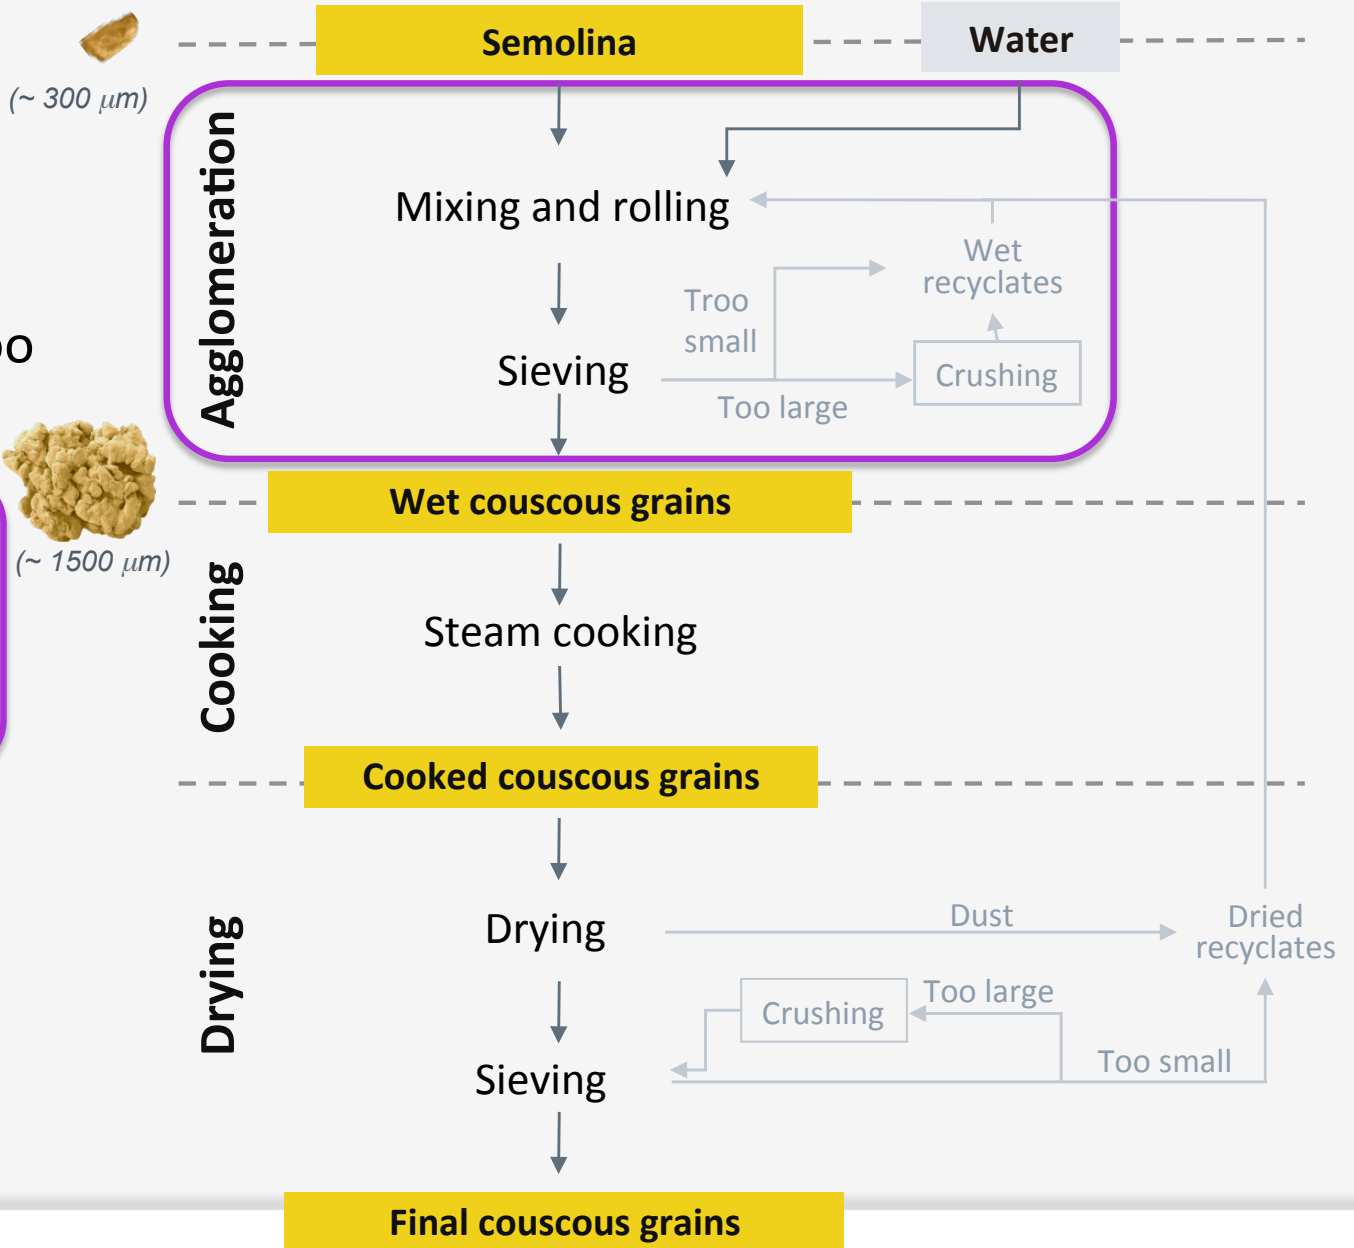 Semolina
Water
(~ 300 μm)
Agglomeration
Mixing and rolling
Wet
recyclates
Troo
small
Sieving
Too large
Crushing
Wet couscous grains
(~ 1500 μm)
Cooking
Steam cooking
Cooked couscous grains
Drying
Drying
Dust
Dried
recyclates
Crushing
Too large
Too small
Sieving
Final couscous grains